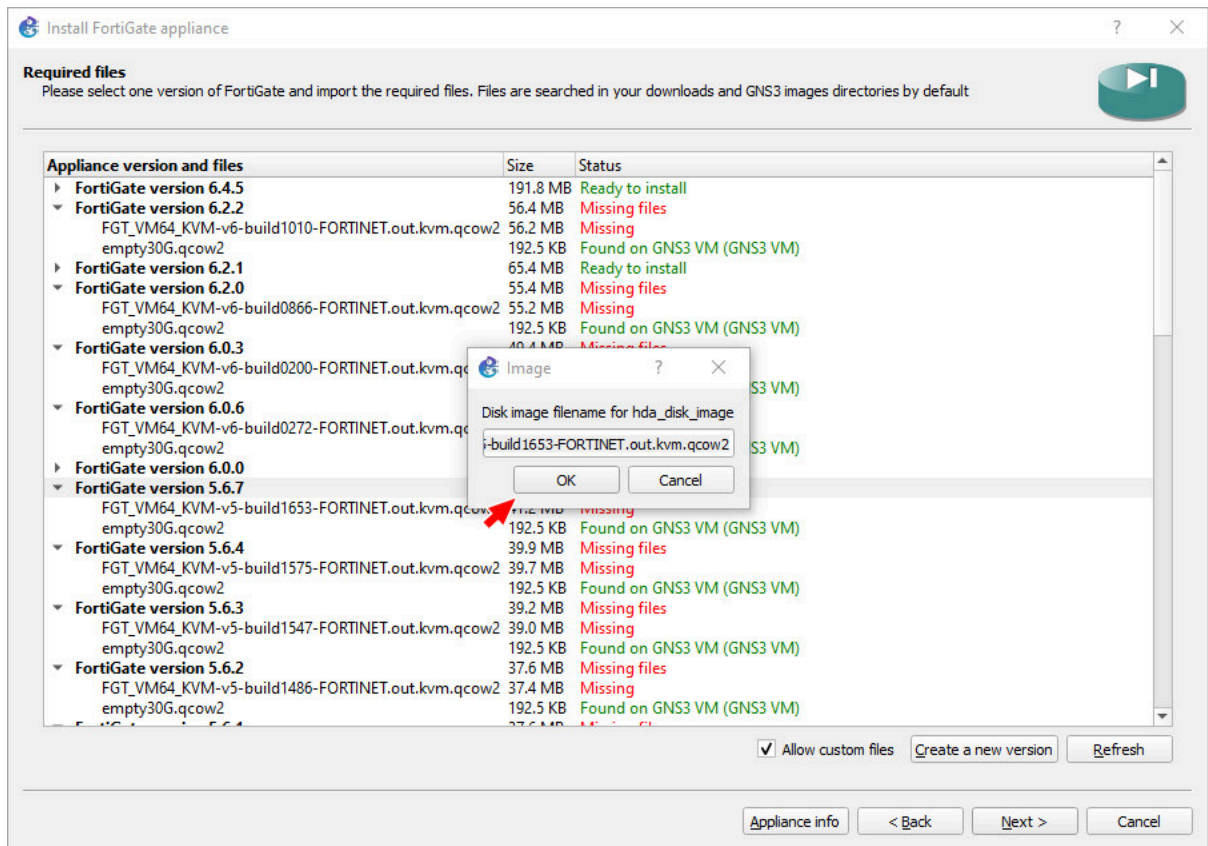 Install FortiGate appliance
Required files
Please select one version of FortiGate and import the required files. Files are searched in your downloads and GNS3 images directories by default
Appliance version and files Size Status
FortiGate version 6.4.5 191.8 MB Ready to install
FortiGate version 6.2.2 56.4 MB Missing files
FGT_VM64_KVM-v6-build1010-FORTINET.out.kvm.qcow2 56.2 MB Missing
empty30G.qcow2 192.5 KB Found on GNS3 VM (GNS3 VM)
FortiGate version 6.2.1 65.4 MB Ready to install
FortiGate version 6.2.0 55.4 MB Missing files
FGT_VM64_KVM-v6-build0866-FORTINET.out.kvm.qcow2 55.2 MB Missing
empty30G.qcow2 192.5 KB Found on GNS3 VM (GNS3 VM)
FortiGate version 6.0.3
FGT_VM64_KVM-v6-build0200-FORTINET.out.kvm.qc
empty30G.qcow2 S3 VM)
FortiGate version 6.0.6
FGT_VM64_KVM-v6-build0272-FORTINET.out.kvm.qc
empty30G.qcow2 S3 VM)
FortiGate version 6.0.0
FortiGate version 5.6.7
FGT_VM64_KVM-v5-build1653-FORTINET.out.kvm.qcow Missing
empty30G.qcow2 192.5 KB Found on GNS3 VM (GNS3 VM)
FortiGate version 5.6.4 39.9 MB Missing files
FGT_VM64_KVM-v5-build1575-FORTINET.out.kvm.qcow2 39.7 MB Missing
empty30G.qcow2 192.5 KB Found on GNS3 VM (GNS3 VM)
FortiGate version 5.6.3 39.2 MB Missing files
FGT_VM64_KVM-v5-build1547-FORTINET.out.kvm.qcow2 39.0 MB Missing
empty30G.qcow2 192.5 KB Found on GNS3 VM (GNS3 VM)
FortiGate version 5.6.2 37.6 MB Missing files
FGT_VM64_KVM-v5-build1486-FORTINET.out.kvm.qcow2 37.4 MB Missing
empty30G.qcow2 192.5 KB Found on GNS3 VM (GNS3 VM)
Image
Disk image filename for hda_disk_image
-build1653-FORTINET.out.kvm.qcow2
OK Cancel
Allow custom files Create a new version Refresh
Appliance info < Back Next > Cancel